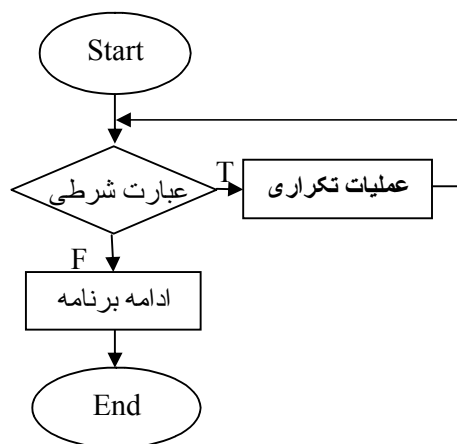 Start
عبارت شرطی
T
عملیات تکراری
F
ادامه برنامه
End